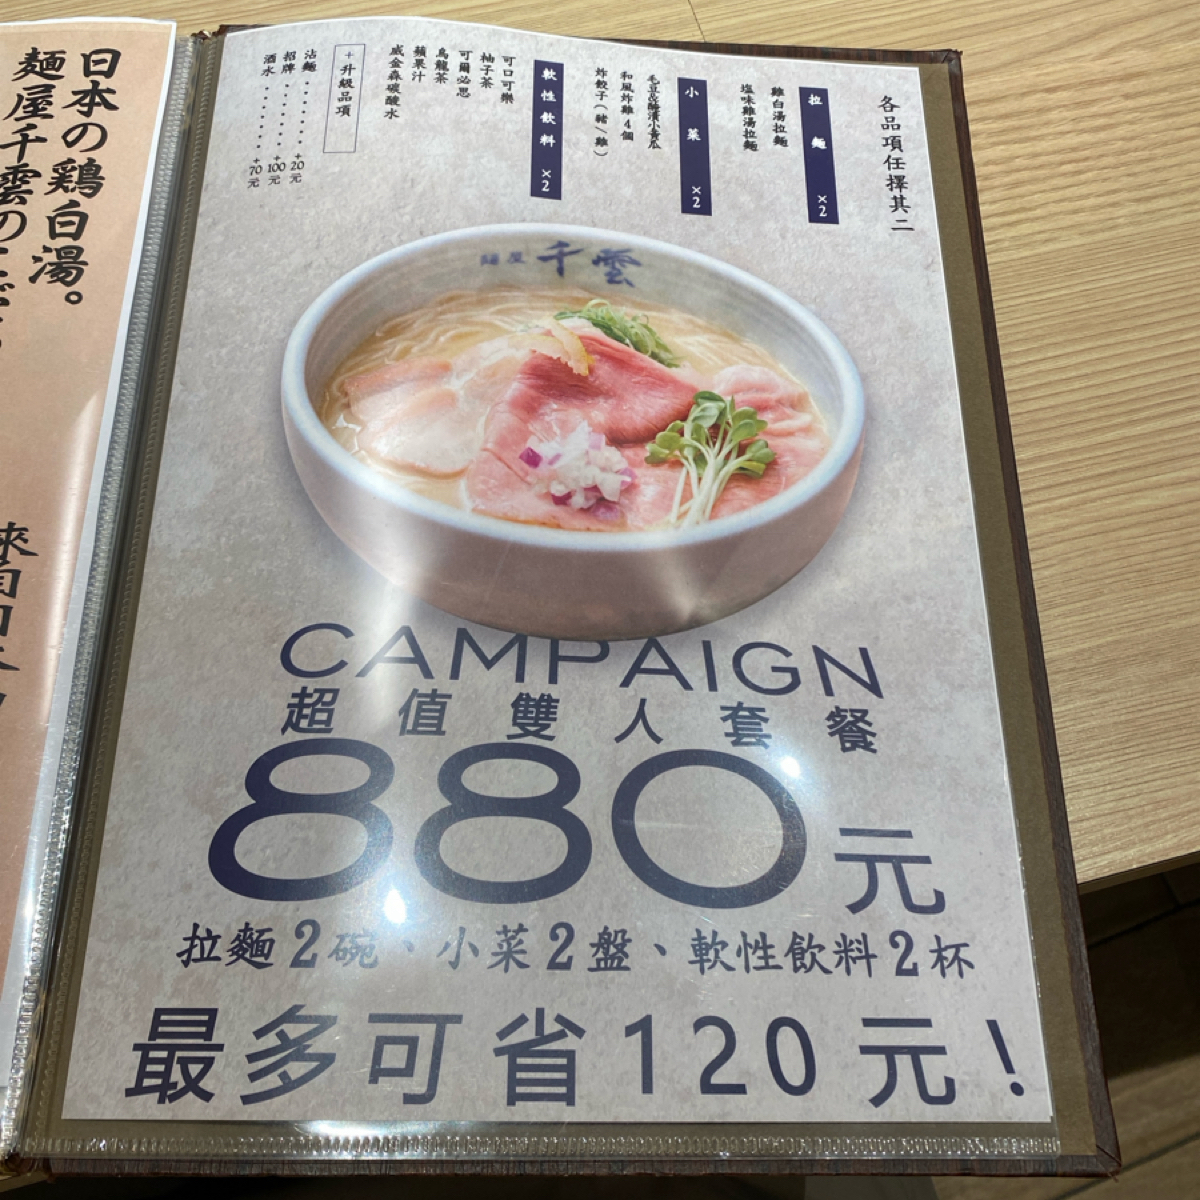 各品項任擇其二
拉麵 ×2
雞白湯拉麵
塩味雞湯拉麵
小菜 ×2
毛豆&醃漬小黃瓜
和風炸雞4個
炸餃子(豬\雞)
軟性飲料 ×2
可口可樂
柚子茶
可爾必思
烏龍茶
蘋果汁
威金森碳酸水
+升級品項
沾麵 ········ +20元
招牌 ········ +100元
酒水 ········ +70元
麵屋 千雲
CAMPAIGN
超值雙人套餐
880元
拉麵2碗、小菜2盤、軟性飲料2杯
最多可省120元!
日本の鶏白湯。
麺屋千雲の
來自日本